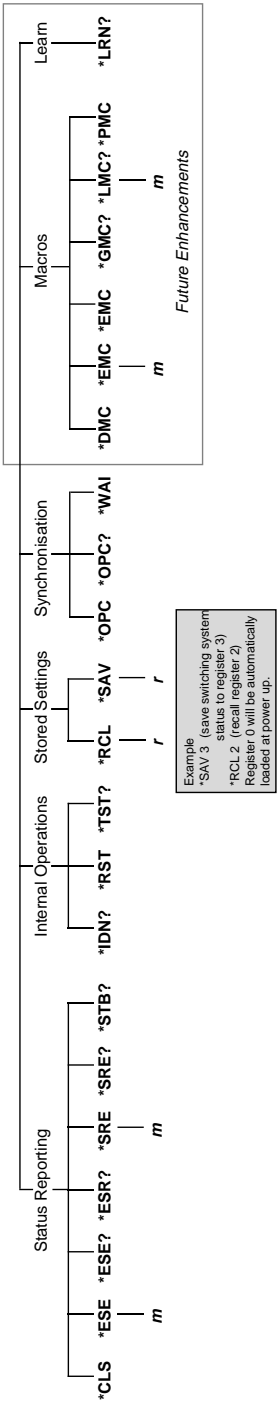 Status Reporting Internal Operations Stored Settings Synchronisation Macros Learn
*CLS *ESE *ESE? *ESR? *SRE *SRE? *STB? *IDN? *RST *TST? *RCL *SAV *OPC *OPC? *WAI *DMC *EMC *EMC *GMC? *LMC? *PMC *LRN?
m m r r m m
Future Enhancements
Example
*SAV 3 (save switching system
status to register 3)
*RCL 2 (recall register 2)
Register 0 will be automatically
loaded at power up.